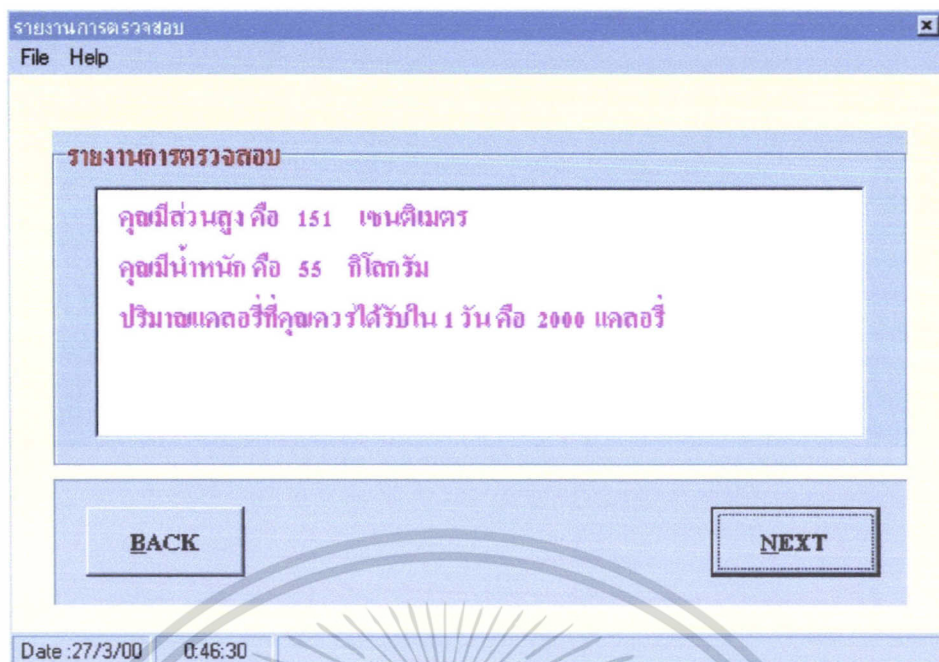 รายงานการตรวจสอบ
File Help
รายงานการตรวจสอบ
คุณมีส่วนสูง คือ 151 เซนติเมตร
คุณมีน้ำหนัก คือ 55 กิโลกรัม
ปริมาณแคลอรี่ที่คุณควรได้รับใน 1 วัน คือ 2000 แคลอรี่
BACK NEXT
Date :27/3/00 0:46:30